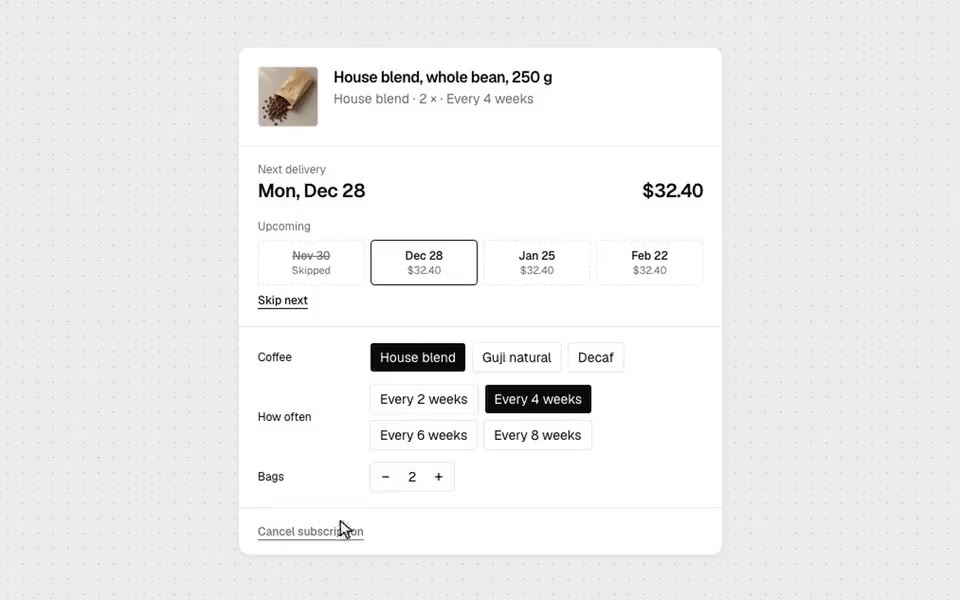 House blend, whole bean, 250 g
House blend · 2 × · Every 4 weeks
Next delivery
Mon, Dec 28
$32.40
Upcoming
Nov 30
Skipped
Dec 28
$32.40
Jan 25
$32.40
Feb 22
$32.40
Skip next
Coffee
House blend
Guji natural
Decaf
How often
Every 2 weeks
Every 4 weeks
Every 6 weeks
Every 8 weeks
Bags
− 2 +
Cancel subscription